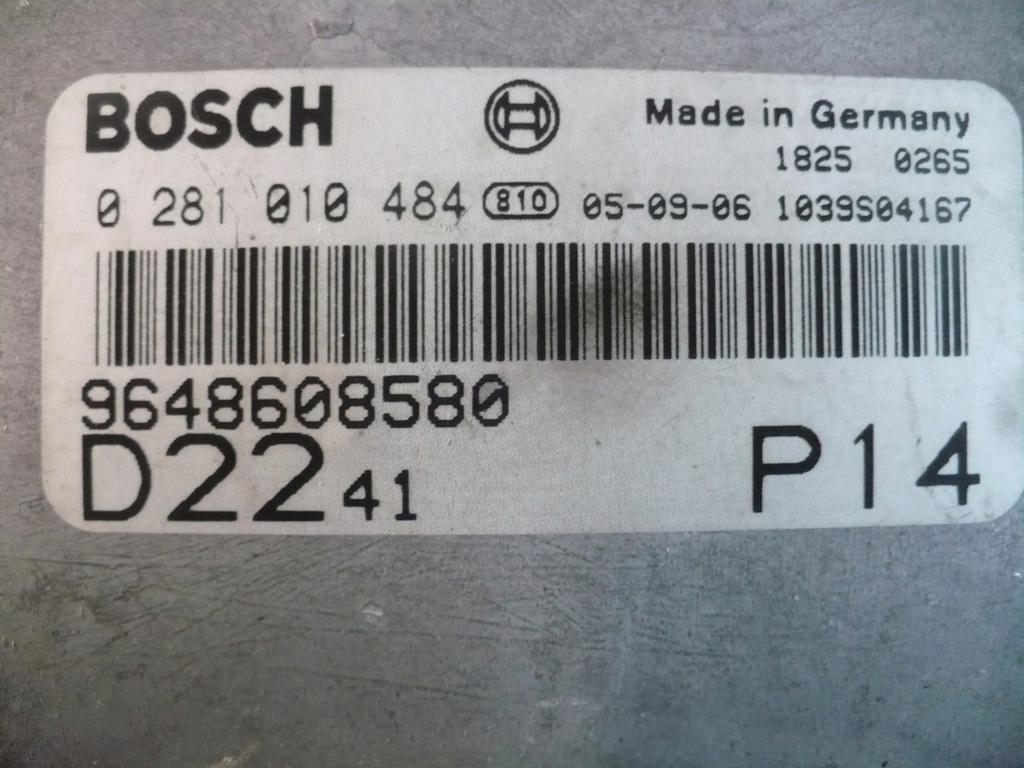 BOSCH Made in Germany
1825 0265
0 281 010 484 810 05-09-06 1039S04167
9648608580
D22 41 P14